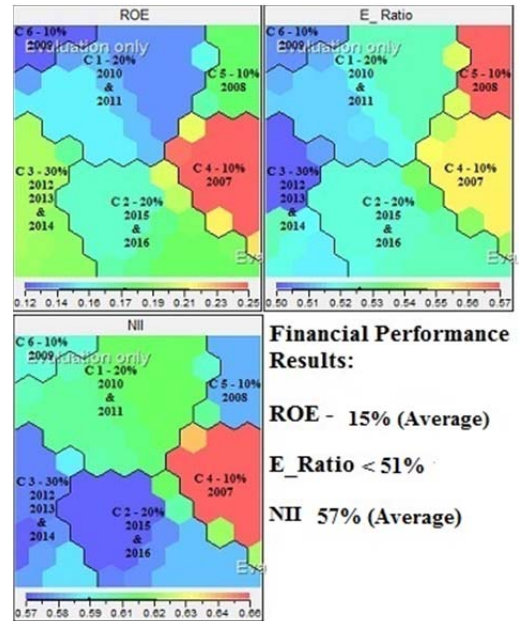 ROE
C 6 - 10%
2009
Evaluation only
C 1 - 20%
2010
&
2011
C 5 - 10%
2008
C 3 - 30%
2012
2013
&
2014
C 4 - 10%
2007
C 2 - 20%
2015
&
2016
Eva
0.12 0.14 0.16 0.17 0.19 0.21 0.23 0.25
E_ Ratio
C 6 - 10%
2009
Evaluation only
C 1 - 20%
2010
&
2011
C 5 - 10%
2008
C 3 - 30%
2012
2013
&
2014
C 4 - 10%
2007
C 2 - 20%
2015
&
2016
Eva
0.50 0.51 0.52 0.53 0.54 0.55 0.56 0.57
NII
C 6 - 10%
2009
Evaluation only
C 1 - 20%
2010
&
2011
C 5 - 10%
2008
C 3 - 30%
2012
2013
&
2014
C 4 - 10%
2007
C 2 - 20%
2015
&
2016
Eva
0.57 0.58 0.59 0.61 0.62 0.63 0.64 0.66
Financial Performance
Results:
ROE - 15% (Average)
E_Ratio < 51%
NII 57% (Average)